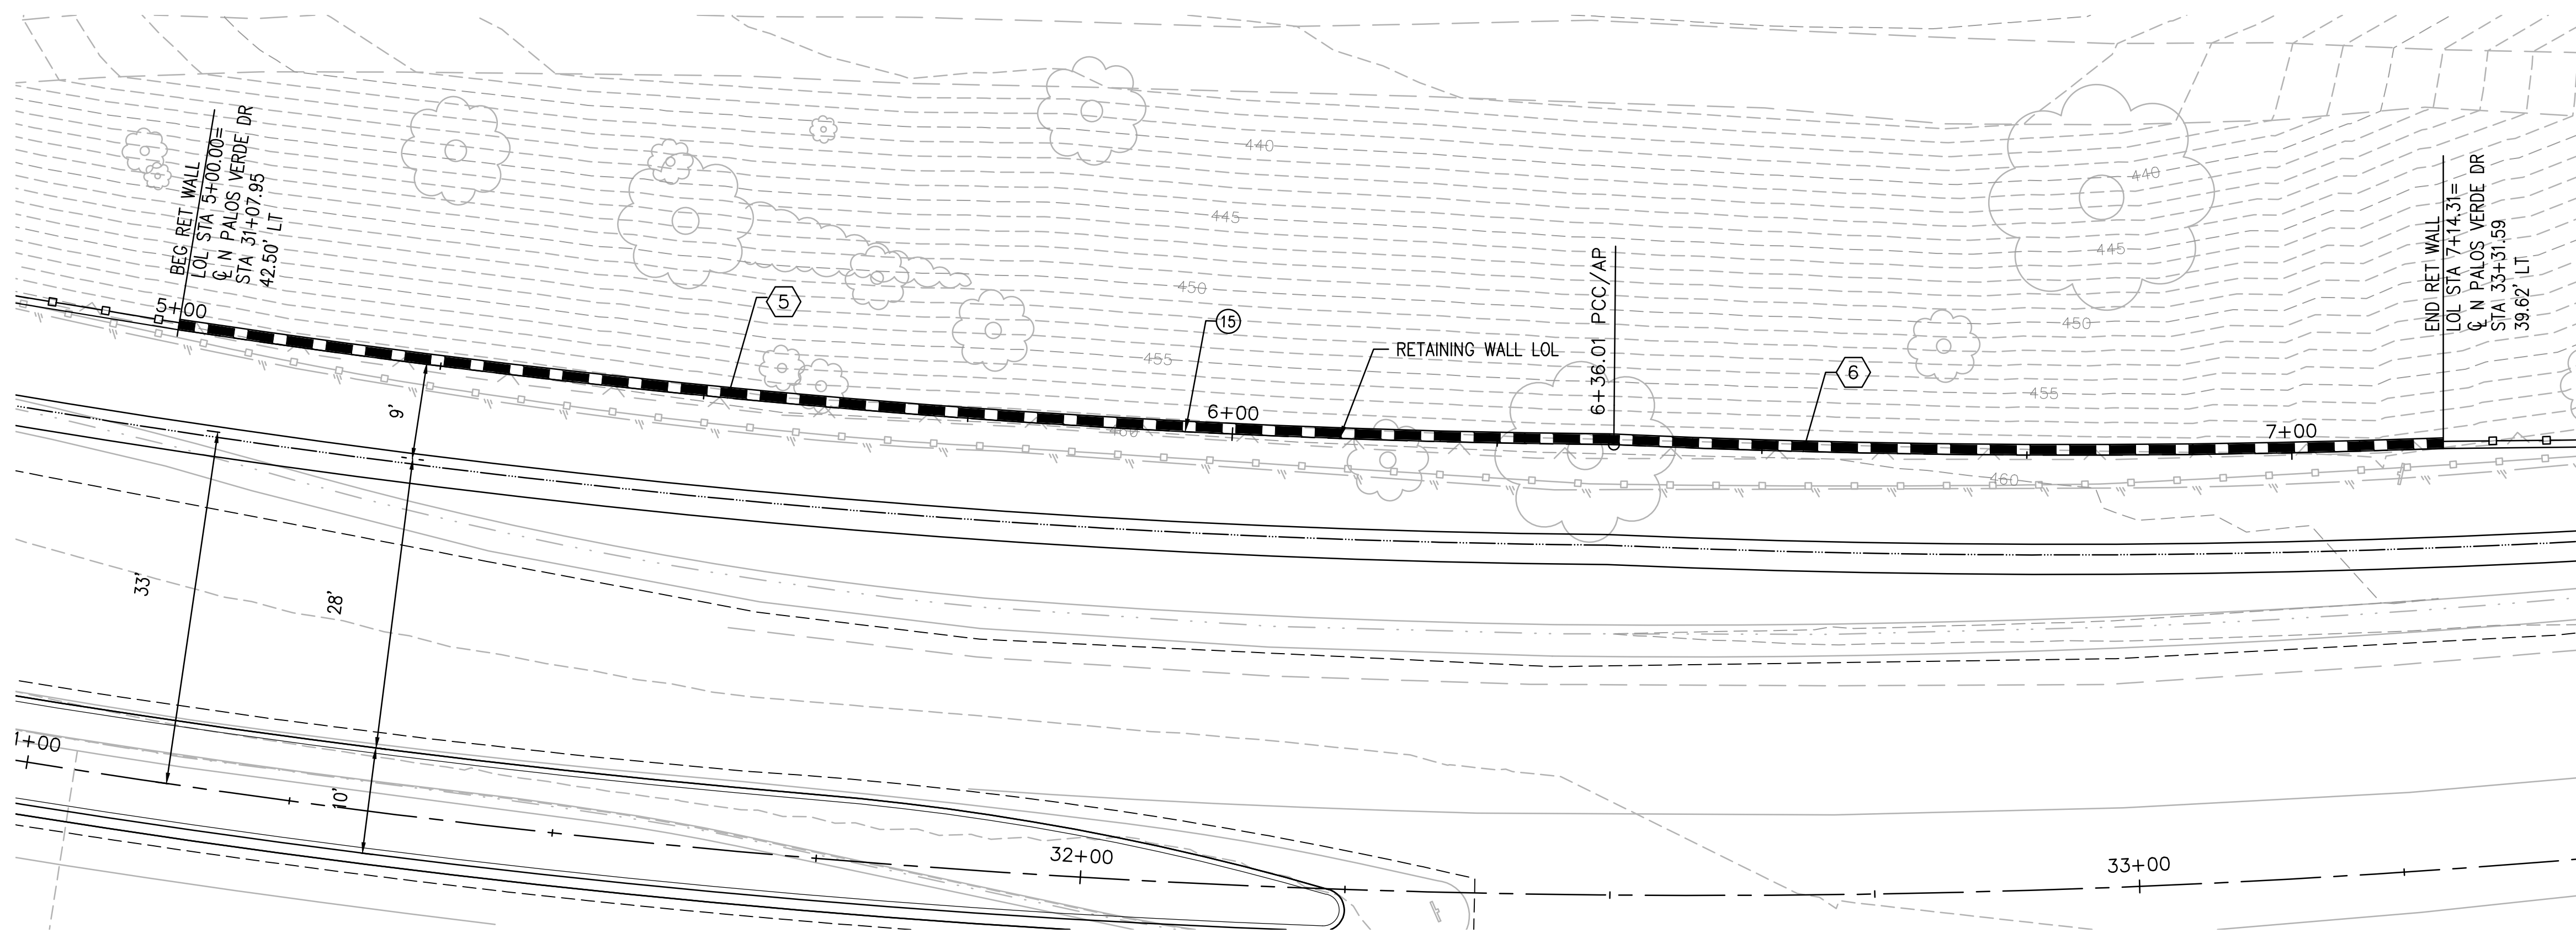 BEG RET WALL
LOL STA 5+00.00=
℄ N PALOS VERDE DR
STA 31+07.95
42.50' LT
5+00
5
15
RETAINING WALL LOL
6+00
6+36.01 PCC/AP
6
7+00
END RET WALL
LOL STA 7+14.31=
℄ N PALOS VERDE DR
STA 33+31.59
39.62' LT
440
445
450
455
460
440
445
450
455
460
9'
33'
28'
10'
1+00
32+00
33+00